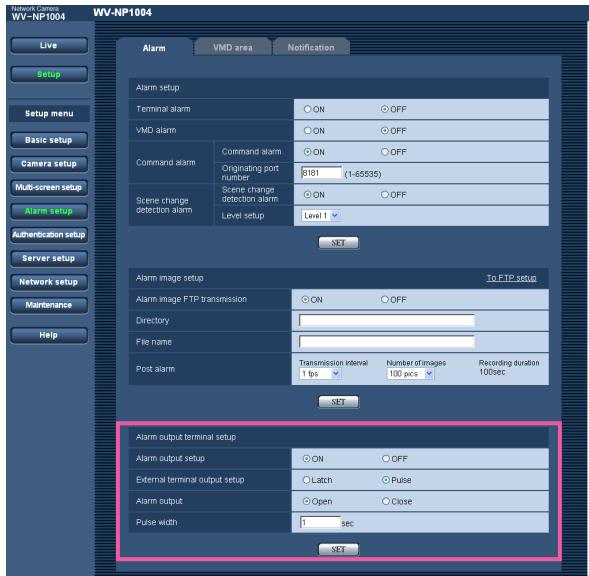 Network Camera
WV-NP1004
WV-NP1004
Live
Setup
Setup menu
Basic setup
Camera setup
Multi-screen setup
Alarm setup
Authentication setup
Server setup
Network setup
Maintenance
Help
Alarm VMD area Notification
Alarm setup
Terminal alarm ON OFF
VMD alarm ON OFF
Command alarm
Command alarm ON OFF
Originating port number 8181 (1-65535)
Scene change detection alarm
Scene change detection alarm ON OFF
Level setup Level 1
SET
Alarm image setup To FTP setup
Alarm image FTP transmission ON OFF
Directory
File name
Post alarm
Transmission interval Number of images Recording duration
1 fps 100 pics 100sec
SET
Alarm output terminal setup
Alarm output setup ON OFF
External terminal output setup Latch Pulse
Alarm output Open Close
Pulse width 1 sec
SET